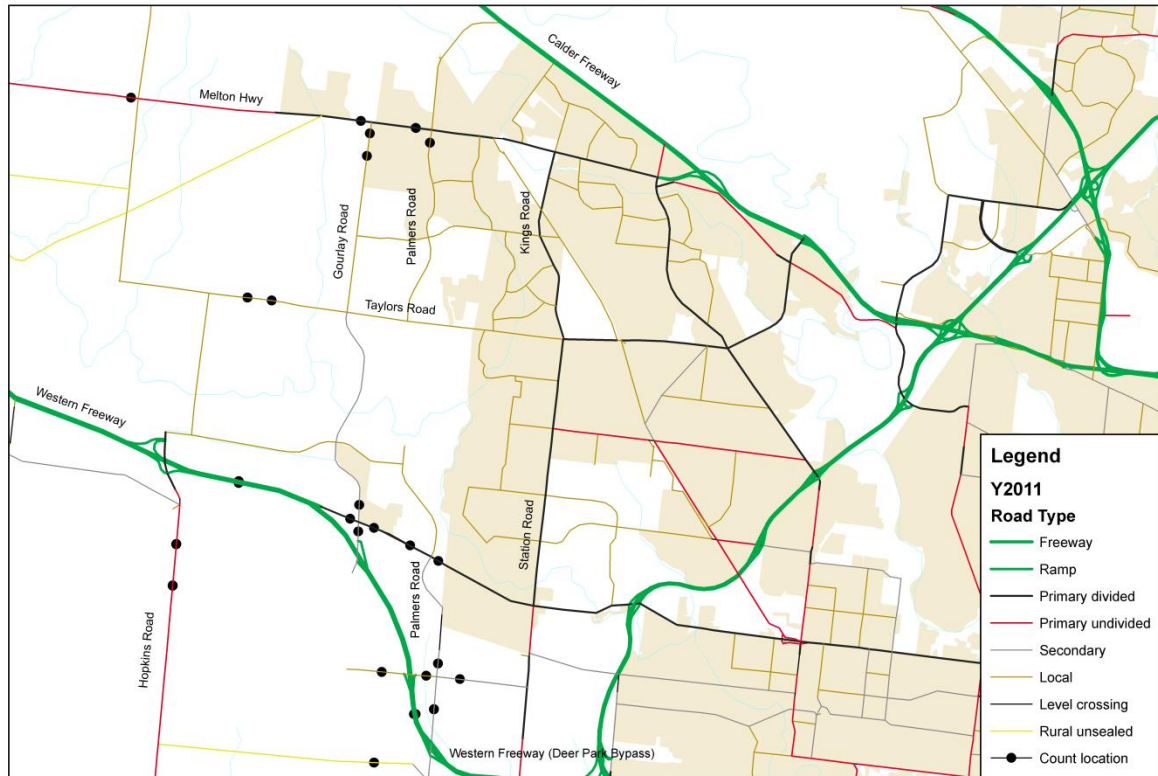 Calder Freeway
Melton Hwy
Gourlay Road
Palmers Road
Kings Road
Taylors Road
Western Freeway
Station Road
Palmers Road
Hopkins Road
Western Freeway (Deer Park Bypass)
Legend
Y2011
Road Type
Freeway
Ramp
Primary divided
Primary undivided
Secondary
Local
Level crossing
Rural unsealed
Count location